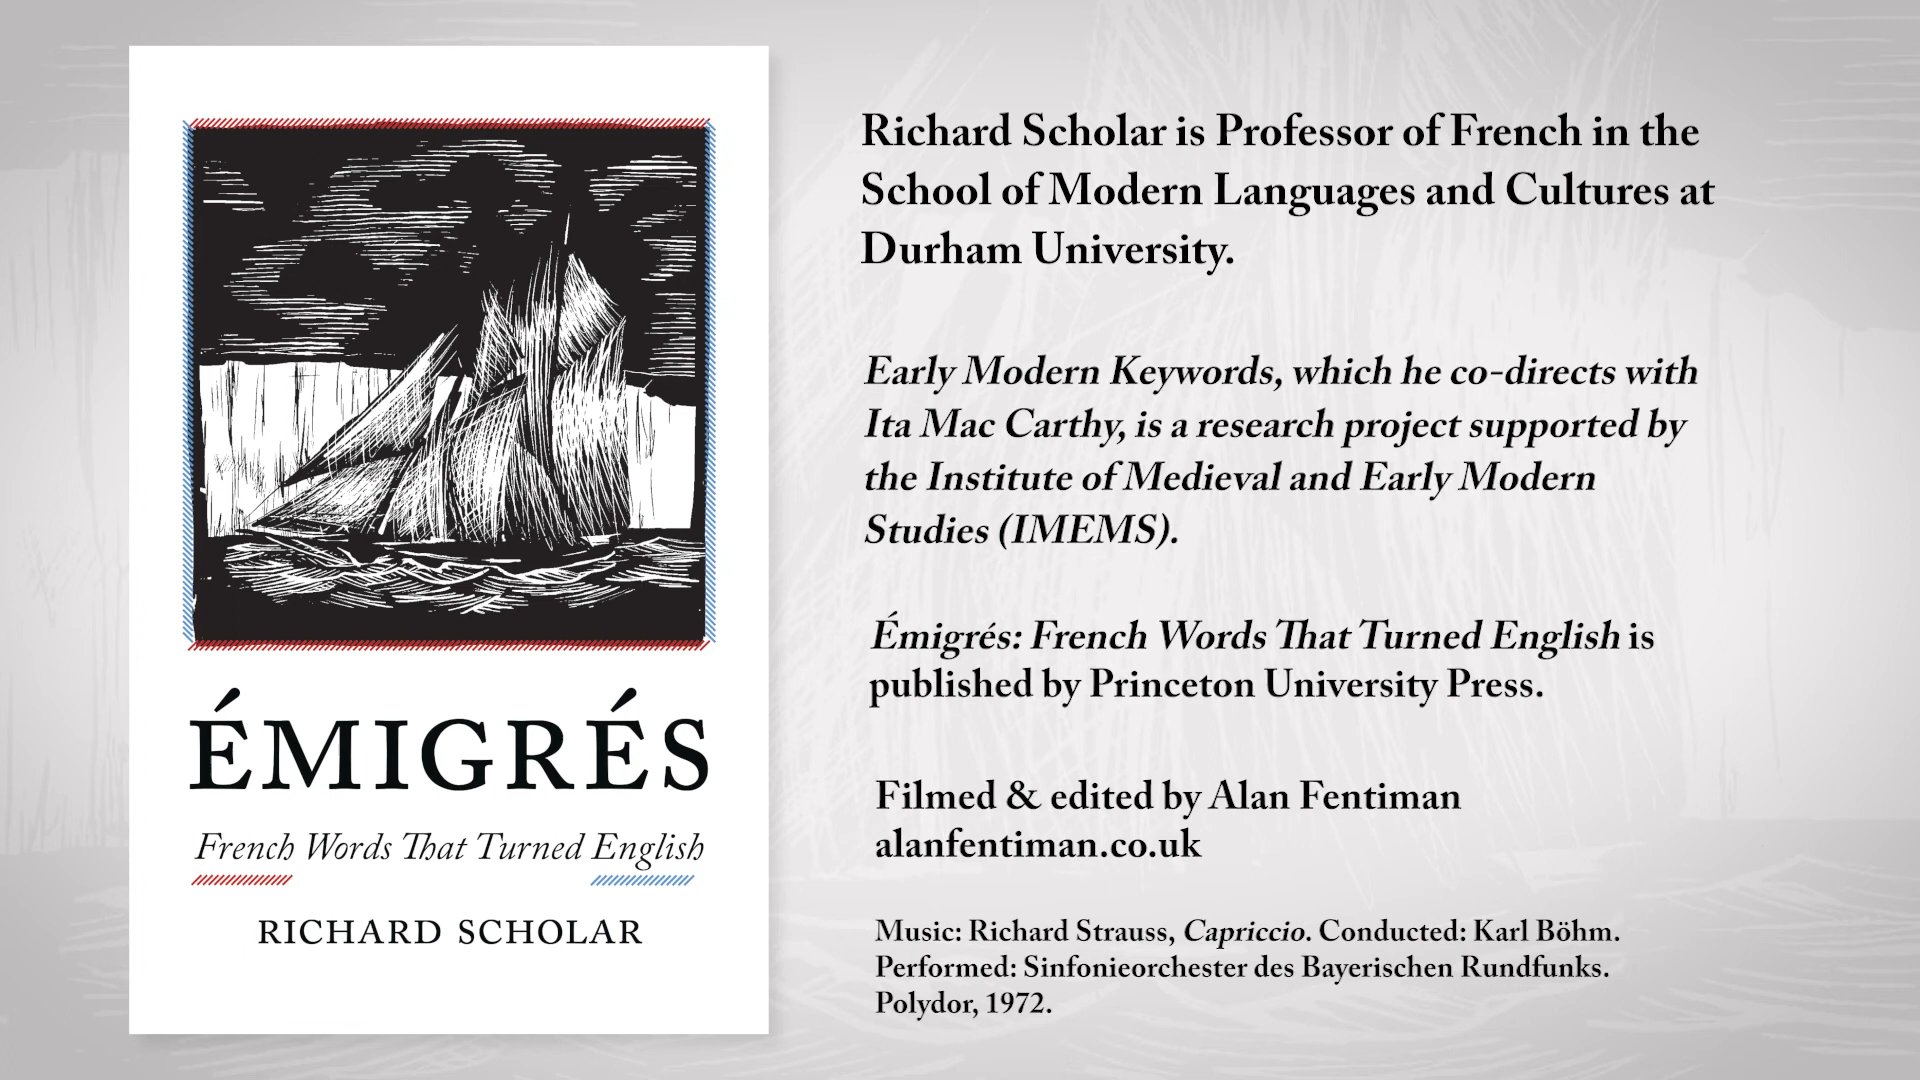 ÉMIGRÉS
French Words That Turned English
RICHARD SCHOLAR
Richard Scholar is Professor of French in the
School of Modern Languages and Cultures at
Durham University.
Early Modern Keywords, which he co-directs with
Ita Mac Carthy, is a research project supported by
the Institute of Medieval and Early Modern
Studies (IMEMS).
Émigrés: French Words That Turned English is
published by Princeton University Press.
Filmed & edited by Alan Fentiman
alanfentiman.co.uk
Music: Richard Strauss, Capriccio. Conducted: Karl Böhm.
Performed: Sinfonieorchester des Bayerischen Rundfunks.
Polydor, 1972.